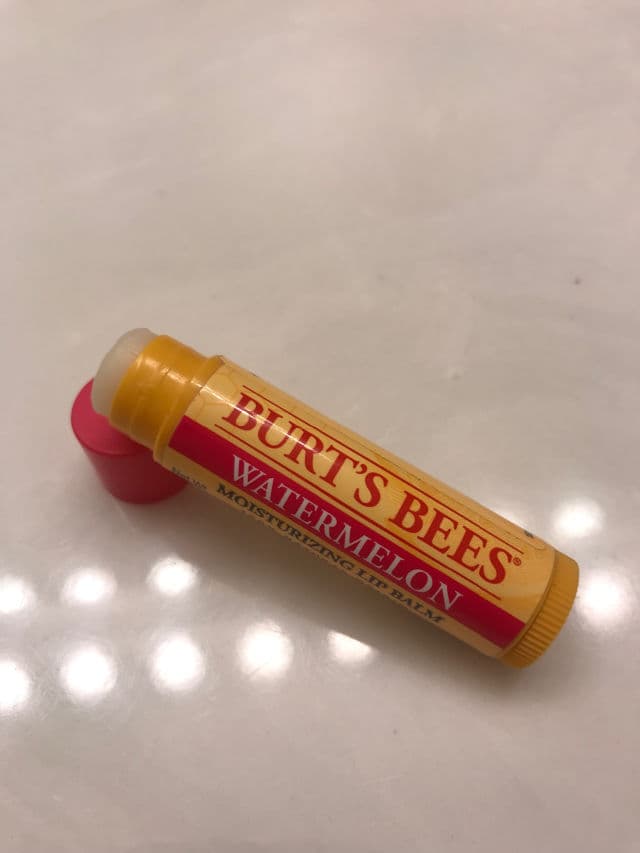 BURT'S BEES®
WATERMELON
MOISTURIZING LIP BALM